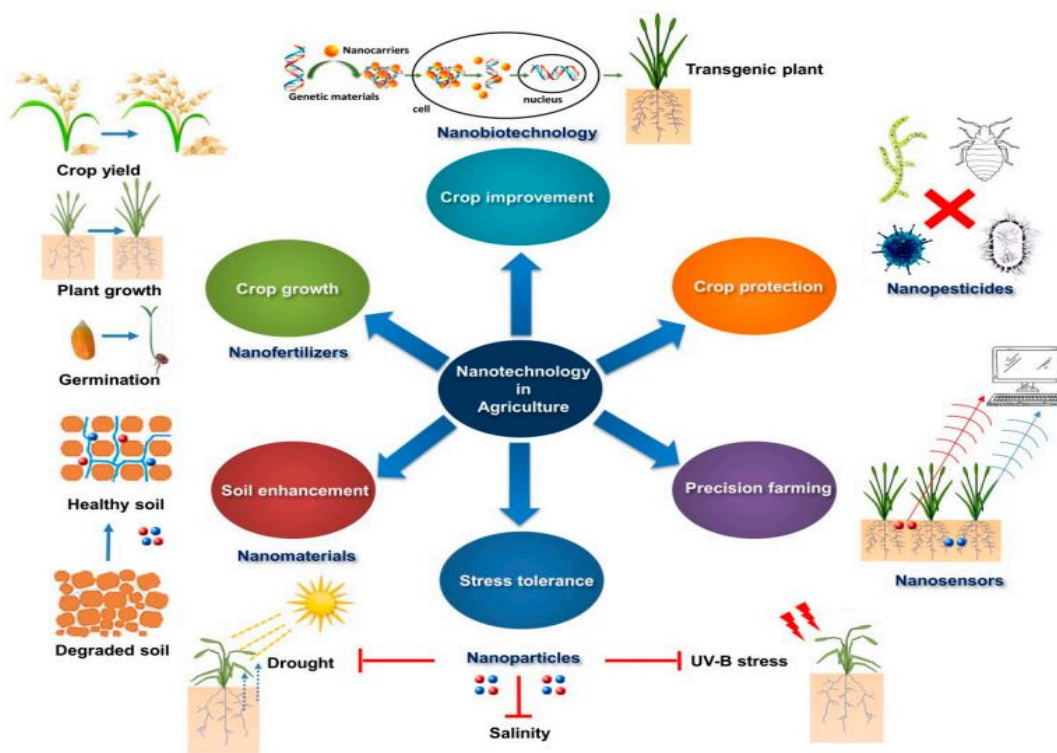 Nanocarriers
Genetic materials
cell
nucleus
Nanobiotechnology
Transgenic plant
Crop improvement
Crop yield
Plant growth
Germination
Crop growth
Nanofertilizers
Crop protection
Nanopesticides
Nanotechnology
in
Agriculture
Healthy soil
Degraded soil
Soil enhancement
Nanomaterials
Precision farming
Nanosensors
Stress tolerance
Drought
Nanoparticles
UV-B stress
Salinity